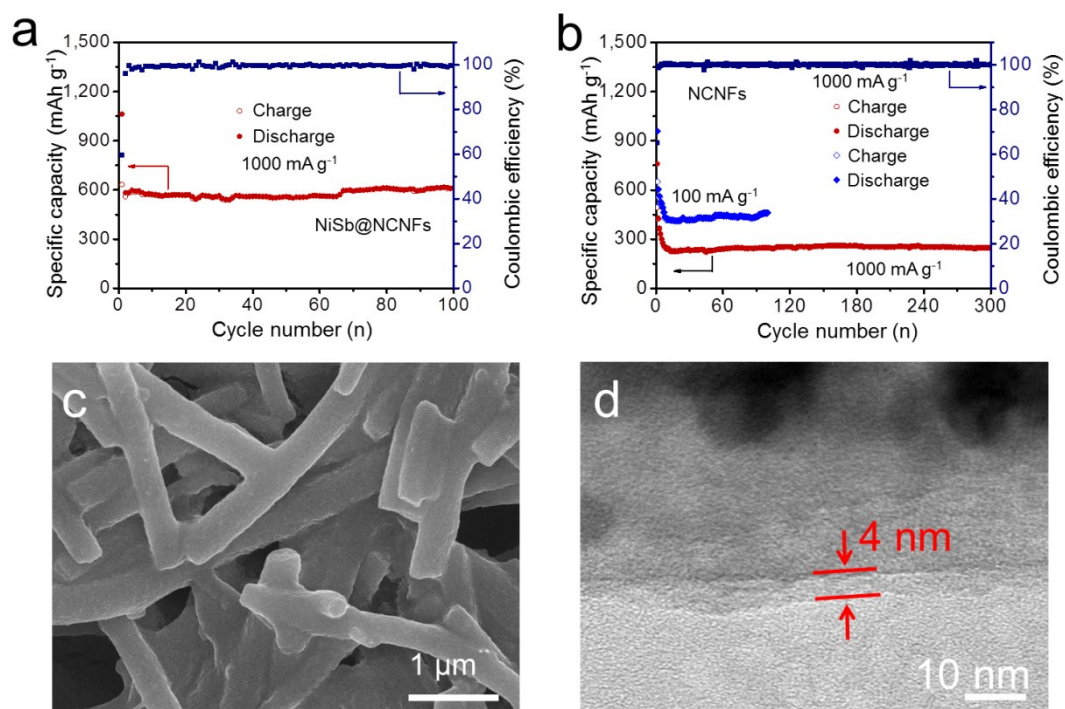 a
1,500
1,200
900
600
300
0
Specific capacity (mAh g⁻¹)
100
80
60
40
20
0
Coulombic efficiency (%)
Charge
Discharge
1000 mA g⁻¹
NiSb@NCNFs
0 20 40 60 80 100
Cycle number (n)
b
1,500
1,200
900
600
300
0
Specific capacity (mAh g⁻¹)
100
80
60
40
20
0
Coulombic efficiency (%)
NCNFs
1000 mA g⁻¹
Charge
Discharge
Charge
Discharge
100 mA g⁻¹
1000 mA g⁻¹
0 60 120 180 240 300
Cycle number (n)
c
1 µm
d
4 nm
10 nm